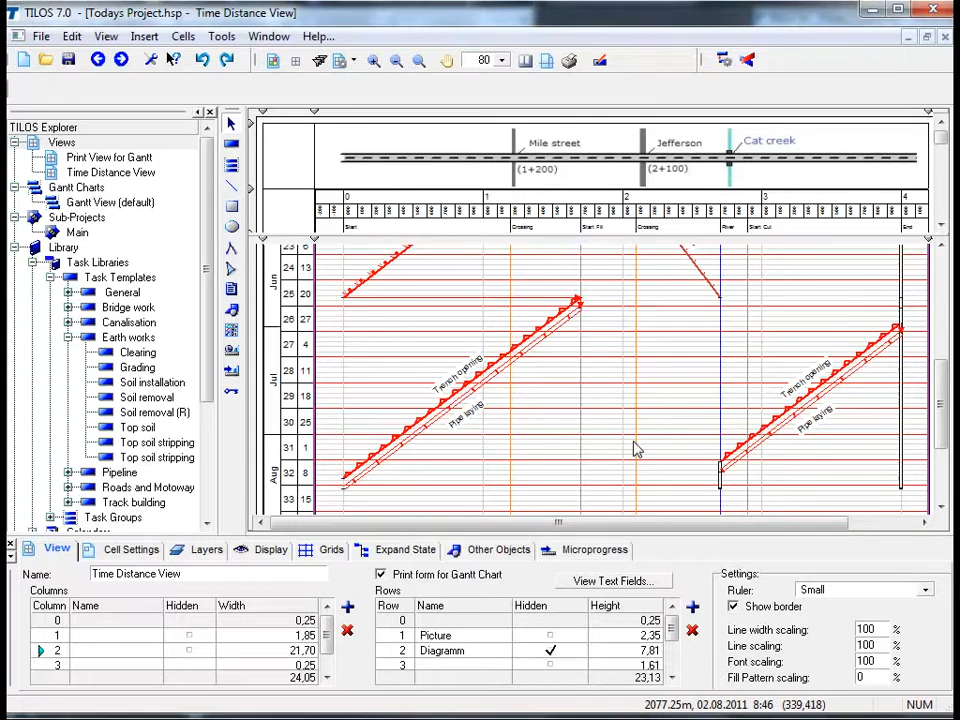 TILOS 7.0 - [Todays Project.hsp - Time Distance View]
File Edit View Insert Cells Tools Window Help...
80
TILOS Explorer
Views
Print View for Gantt
Time Distance View
Gantt Charts
Gantt View (default)
Sub-Projects
Main
Library
Task Libraries
Task Templates
General
Bridge work
Canalisation
Earth works
Clearing
Grading
Soil installation
Soil removal
Soil removal (R)
Top soil
Top soil stripping
Top soil stripping
Pipeline
Roads and Motoway
Track building
Task Groups
Mile street
(1+200)
Jefferson
(2+100)
Cat creek
0 1 2 3 4
Start Crossing Start Fill Crossing River Start Cut End
Jun
Jul
Aug
23 6
24 13
25 20
26 27
27 4
28 11
29 18
30 25
31 1
32 8
33 15
Trench opening
Pipe laying
Trench opening
Pipe laying
View Cell Settings Layers Display Grids Expand State Other Objects Microprogress
Name: Time Distance View
Columns
Column Name Hidden Width
0 0,25
1 1,85
2 21,70
3 0,25
24,05
Print form for Gantt Chart
View Text Fields...
Rows
Row Name Hidden Height
0 0,25
1 Picture 2,35
2 Diagramm 7,81
3 1,61
23,13
Settings:
Ruler: Small
Show border
Line width scaling: 100 %
Line scaling: 100 %
Font scaling: 100 %
Fill Pattern scaling: 0 %
2077.25m, 02.08.2011 8:46 (339,418) NUM